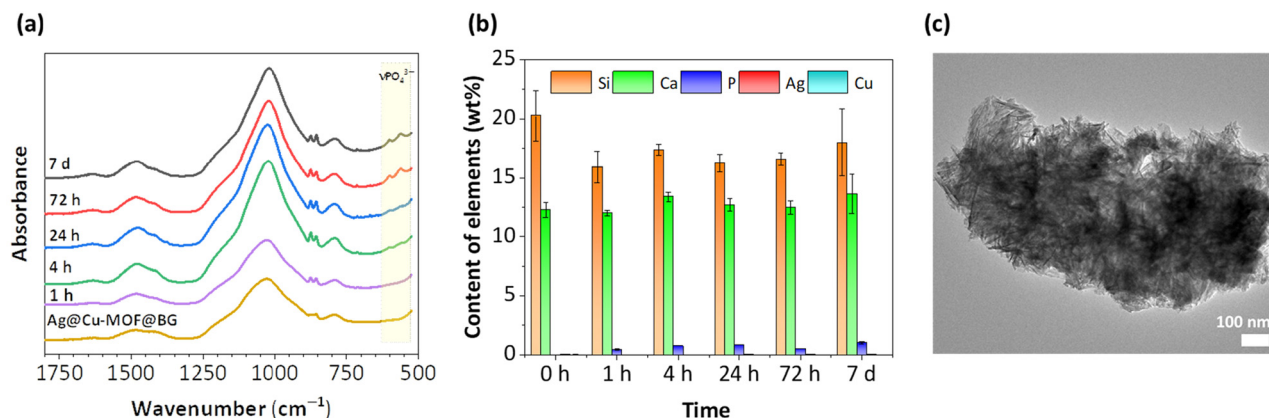 (a)
Absorbance
νPO₄³⁻
7 d
72 h
24 h
4 h
1 h
Ag@Cu-MOF@BG
1750 1500 1250 1000 750 500
Wavenumber (cm⁻¹)
(b)
Content of elements (wt%)
25
20
15
10
5
0
Si Ca P Ag Cu
0 h 1 h 4 h 24 h 72 h 7 d
Time
(c)
100 nm